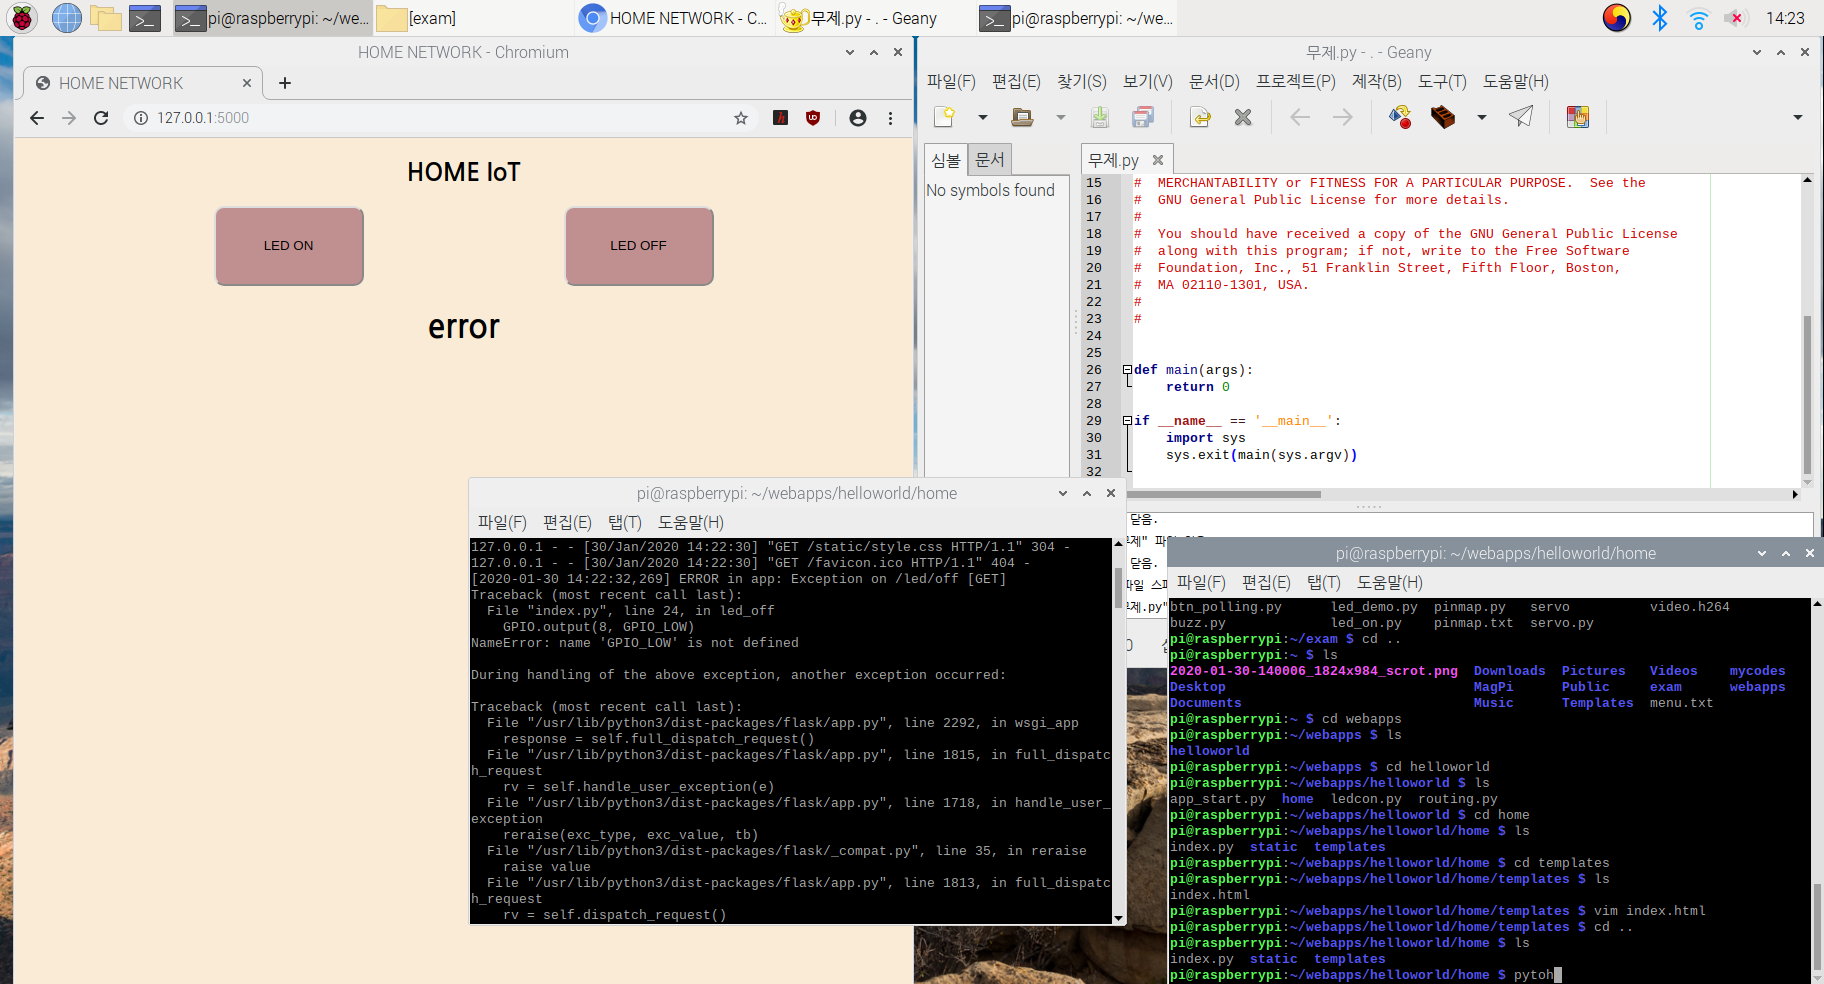 pi@raspberrypi: ~/we...
[exam]
HOME NETWORK - C...
무제.py - . - Geany
pi@raspberrypi: ~/we...
14:23
HOME NETWORK - Chromium
HOME NETWORK
127.0.0.1:5000
HOME IoT
LED ON
LED OFF
error
무제.py - . - Geany
파일(F) 편집(E) 찾기(S) 보기(V) 문서(D) 프로젝트(P) 제작(B) 도구(T) 도움말(H)
심볼 문서
No symbols found
무제.py
15 # MERCHANTABILITY or FITNESS FOR A PARTICULAR PURPOSE.  See the
16 # GNU General Public License for more details.
17 #
18 # You should have received a copy of the GNU General Public License
19 # along with this program; if not, write to the Free Software
20 # Foundation, Inc., 51 Franklin Street, Fifth Floor, Boston,
21 # MA 02110-1301, USA.
22 #
23 #
24
25
26 def main(args):
27     return 0
28
29 if __name__ == '__main__':
30     import sys
31     sys.exit(main(sys.argv))
32
닫음.
닫음.
pi@raspberrypi: ~/webapps/helloworld/home
파일(F) 편집(E) 탭(T) 도움말(H)
127.0.0.1 - - [30/Jan/2020 14:22:30] "GET /static/style.css HTTP/1.1" 304 -
127.0.0.1 - - [30/Jan/2020 14:22:30] "GET /favicon.ico HTTP/1.1" 404 -
[2020-01-30 14:22:32,269] ERROR in app: Exception on /led/off [GET]
Traceback (most recent call last):
  File "index.py", line 24, in led_off
    GPIO.output(8, GPIO_LOW)
NameError: name 'GPIO_LOW' is not defined
During handling of the above exception, another exception occurred:
Traceback (most recent call last):
  File "/usr/lib/python3/dist-packages/flask/app.py", line 2292, in wsgi_app
    response = self.full_dispatch_request()
  File "/usr/lib/python3/dist-packages/flask/app.py", line 1815, in full_dispatc
h_request
    rv = self.handle_user_exception(e)
  File "/usr/lib/python3/dist-packages/flask/app.py", line 1718, in handle_user_
exception
    reraise(exc_type, exc_value, tb)
  File "/usr/lib/python3/dist-packages/flask/_compat.py", line 35, in reraise
    raise value
  File "/usr/lib/python3/dist-packages/flask/app.py", line 1813, in full_dispatc
h_request
    rv = self.dispatch_request()
pi@raspberrypi: ~/webapps/helloworld/home
파일(F) 편집(E) 탭(T) 도움말(H)
btn_polling.py led_demo.py pinmap.py servo video.h264
buzz.py led_on.py pinmap.txt servo.py
pi@raspberrypi:~/exam $ cd ..
pi@raspberrypi:~ $ ls
2020-01-30-140006_1824x984_scrot.png Downloads Pictures Videos mycodes
Desktop MagPi Public exam webapps
Documents Music Templates menu.txt
pi@raspberrypi:~ $ cd webapps
pi@raspberrypi:~/webapps $ ls
helloworld
pi@raspberrypi:~/webapps $ cd helloworld
pi@raspberrypi:~/webapps/helloworld $ ls
app_start.py home ledcon.py routing.py
pi@raspberrypi:~/webapps/helloworld $ cd home
pi@raspberrypi:~/webapps/helloworld/home $ ls
index.py static templates
pi@raspberrypi:~/webapps/helloworld/home $ cd templates
pi@raspberrypi:~/webapps/helloworld/home/templates $ ls
index.html
pi@raspberrypi:~/webapps/helloworld/home/templates $ vim index.html
pi@raspberrypi:~/webapps/helloworld/home/templates $ cd ..
pi@raspberrypi:~/webapps/helloworld/home $ ls
index.py static templates
pi@raspberrypi:~/webapps/helloworld/home $ pytoh